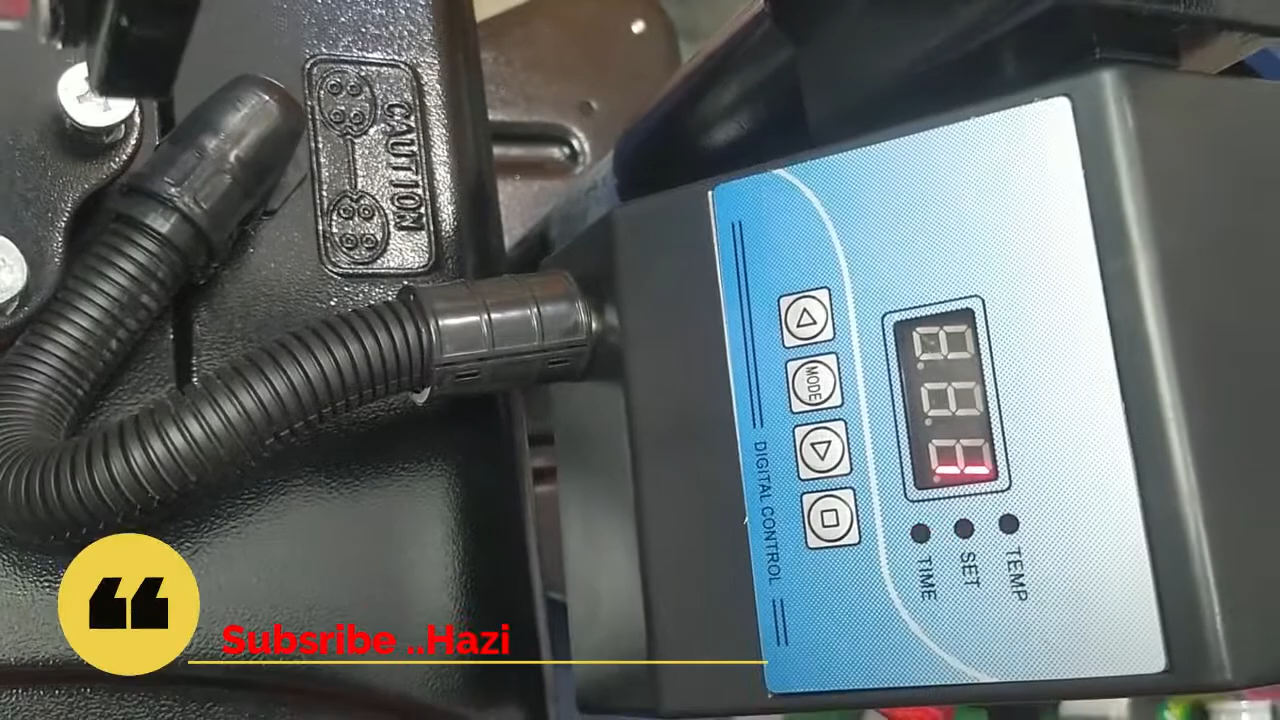 CAUTION
MODE
DIGITAL CONTROL
TIME
SET
TEMP
Subsribe ..Hazi